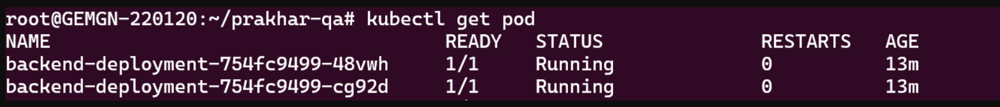 root@GEMGN-220120:~/prakhar-qa# kubectl get pod
NAME READY STATUS RESTARTS AGE
backend-deployment-754fc9499-48vwh 1/1 Running 0 13m
backend-deployment-754fc9499-cg92d 1/1 Running 0 13m